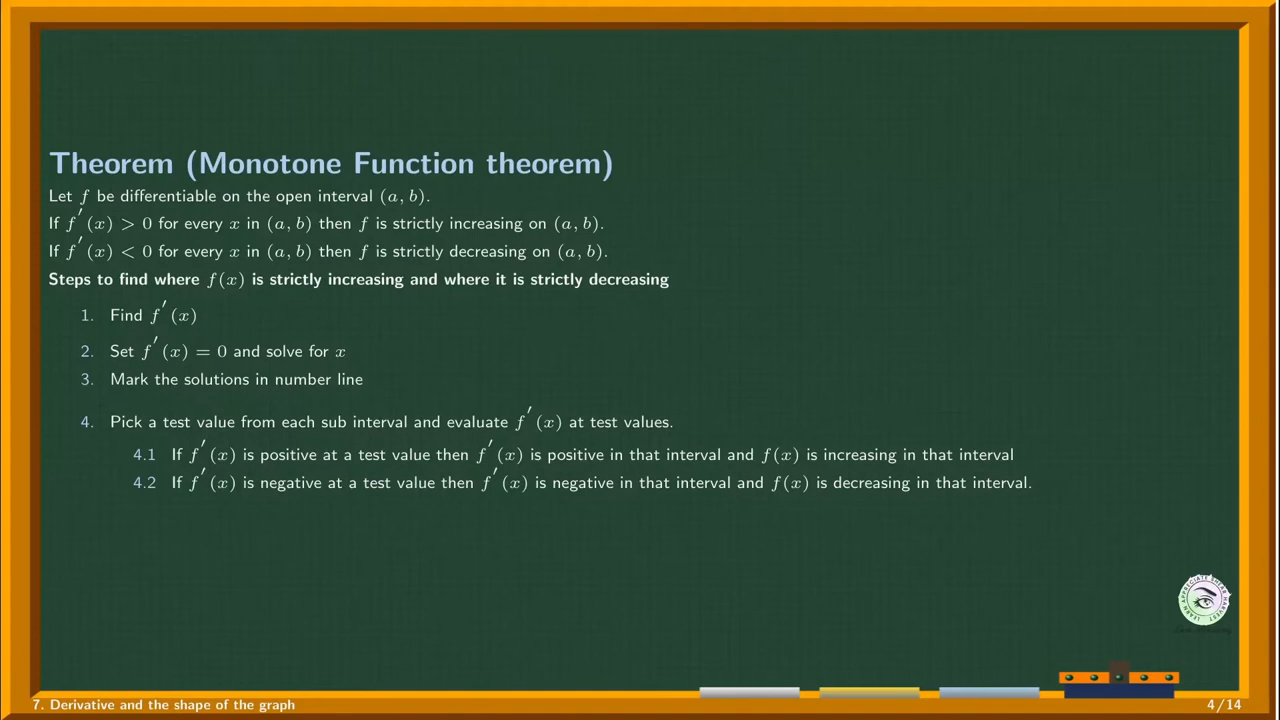 Theorem (Monotone Function theorem)
Let f be differentiable on the open interval (a, b).
If f′(x) > 0 for every x in (a, b) then f is strictly increasing on (a, b).
If f′(x) < 0 for every x in (a, b) then f is strictly decreasing on (a, b).
Steps to find where f(x) is strictly increasing and where it is strictly decreasing
1. Find f′(x)
2. Set f′(x) = 0 and solve for x
3. Mark the solutions in number line
4. Pick a test value from each sub interval and evaluate f′(x) at test values.
4.1 If f′(x) is positive at a test value then f′(x) is positive in that interval and f(x) is increasing in that interval
4.2 If f′(x) is negative at a test value then f′(x) is negative in that interval and f(x) is decreasing in that interval.
LEARN APPRECIATE SHARE HARVEST
7. Derivative and the shape of the graph
4/14